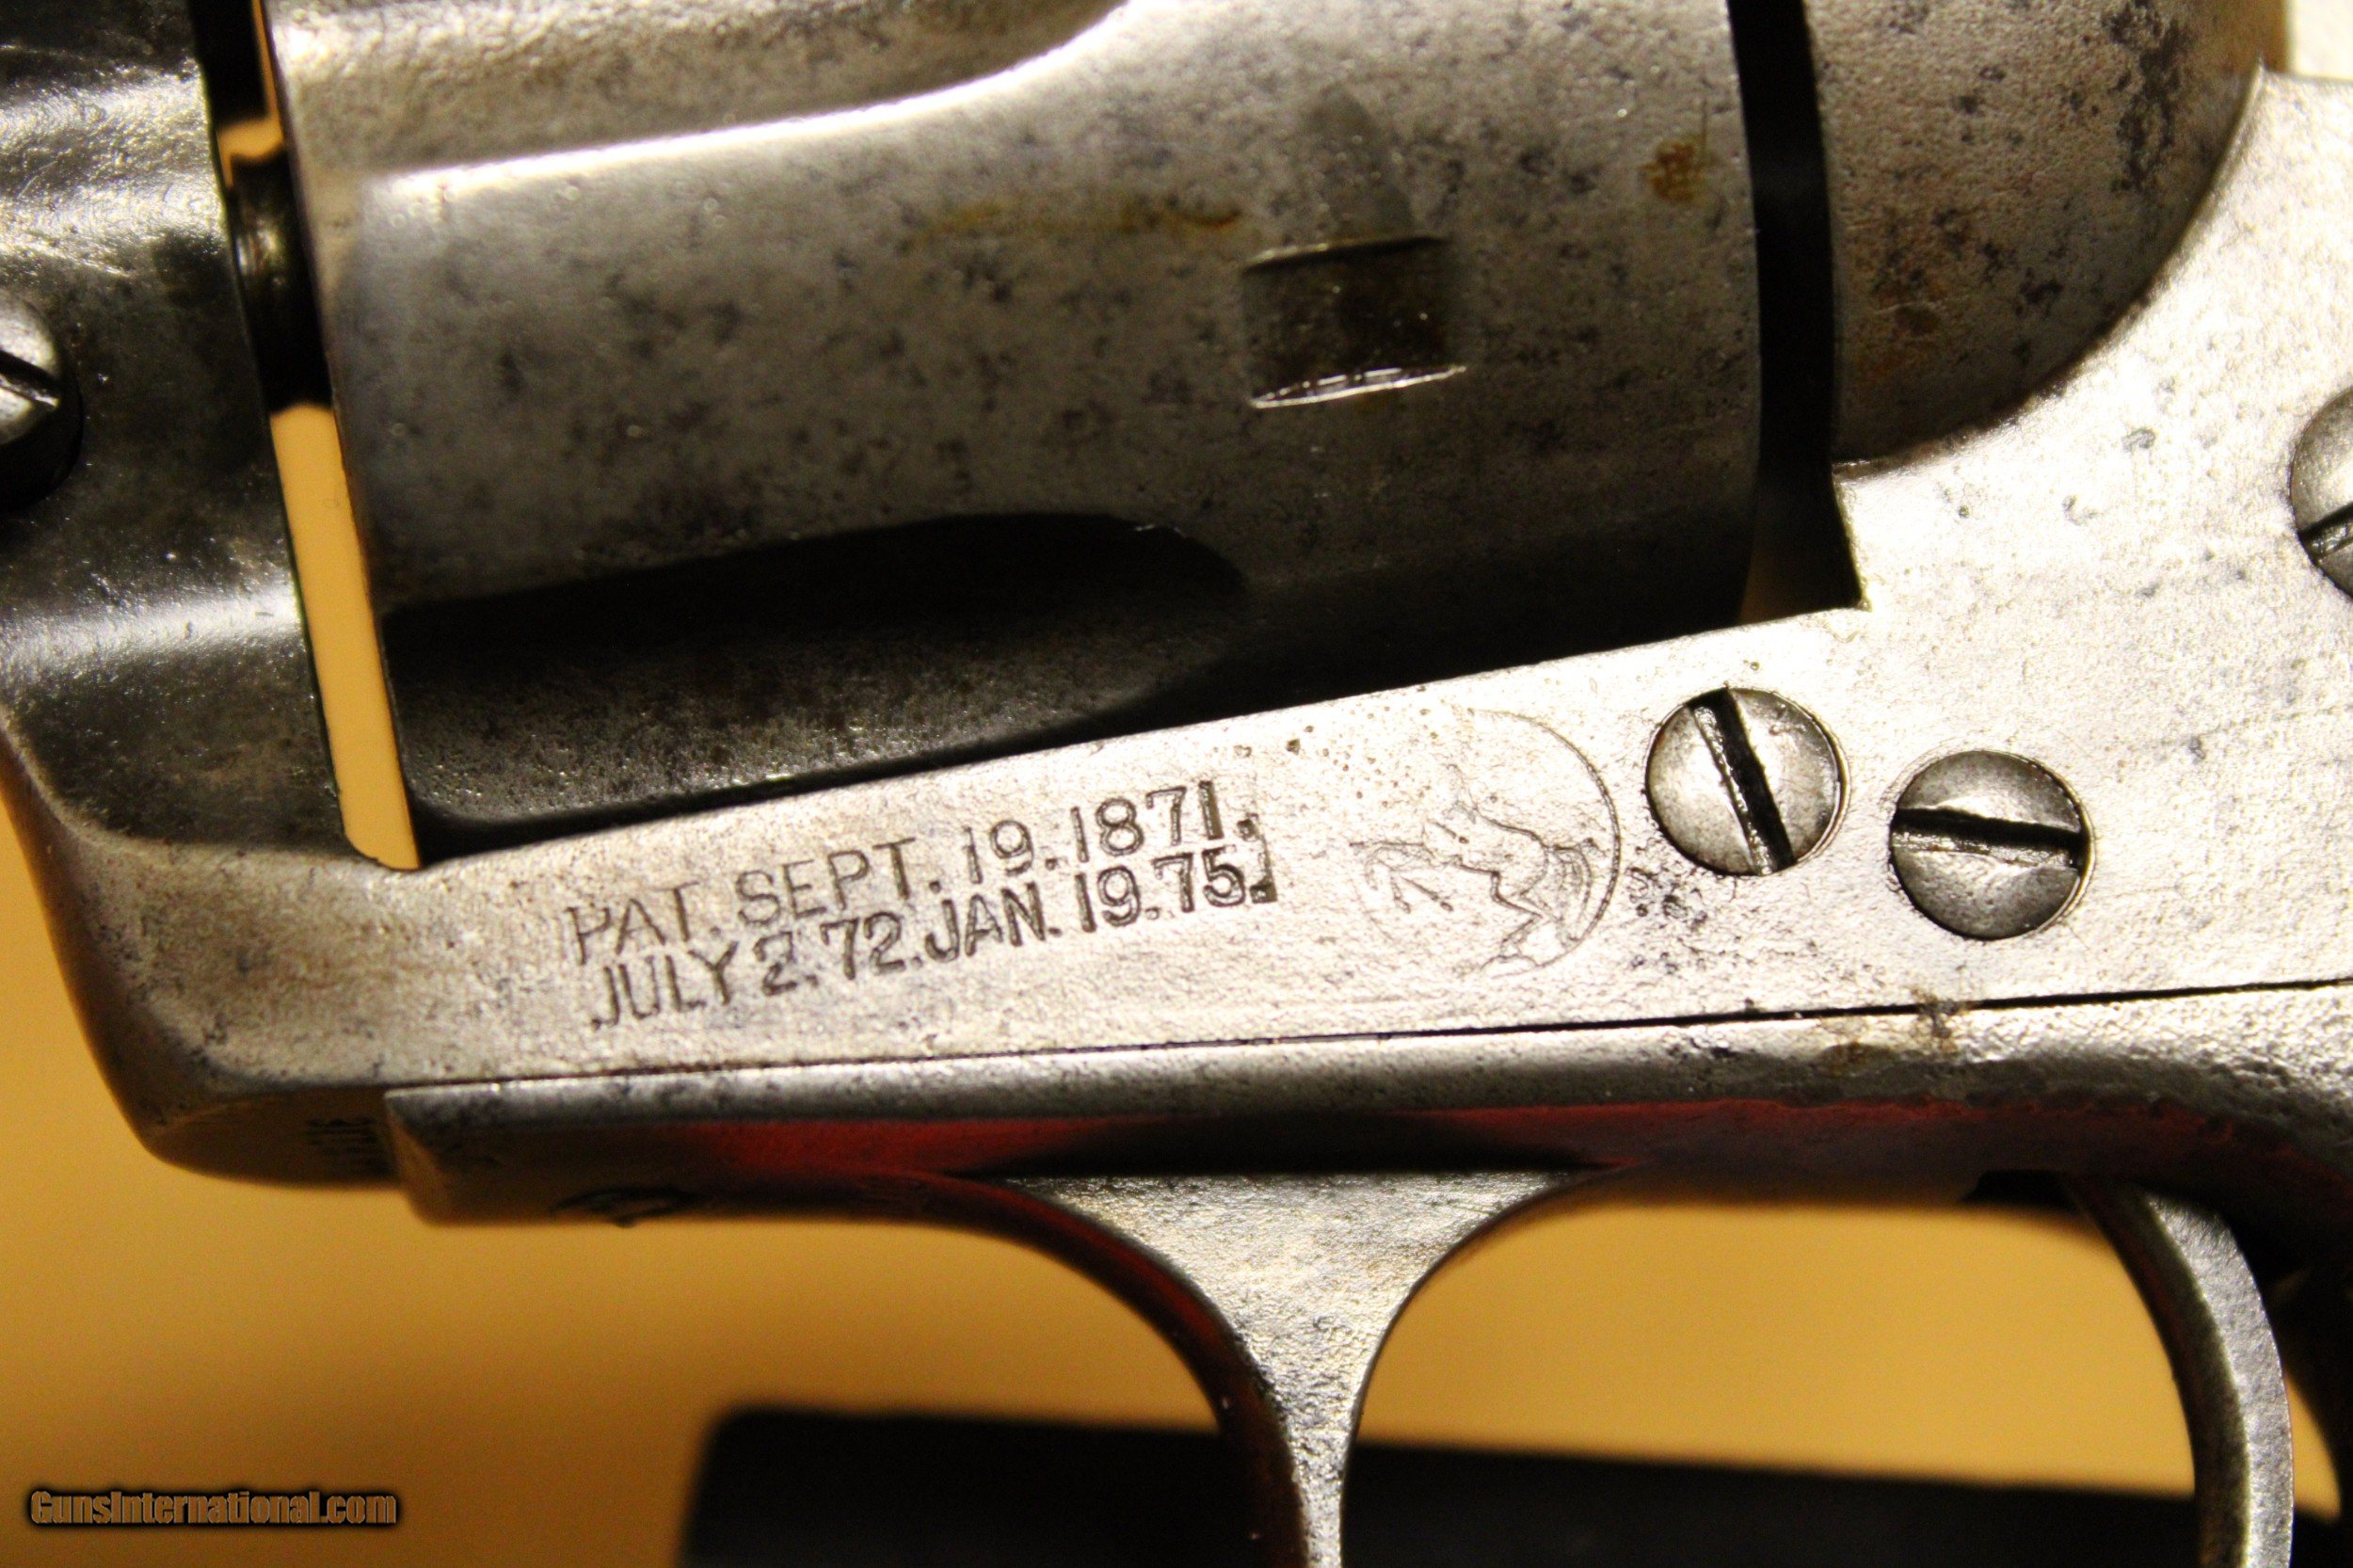 PAT. SEPT. 19. 1871.
JULY 2. 72. JAN. 19. 75.
GunsInternational.com